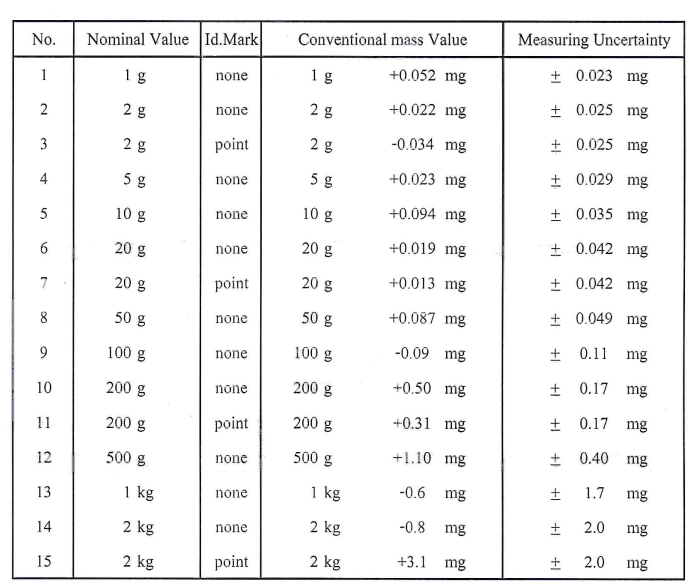 No. Nominal Value Id.Mark Conventional mass Value Measuring Uncertainty
1 1 g none 1 g +0.052 mg ± 0.023 mg
2 2 g none 2 g +0.022 mg ± 0.025 mg
3 2 g point 2 g -0.034 mg ± 0.025 mg
4 5 g none 5 g +0.023 mg ± 0.029 mg
5 10 g none 10 g +0.094 mg ± 0.035 mg
6 20 g none 20 g +0.019 mg ± 0.042 mg
7 20 g point 20 g +0.013 mg ± 0.042 mg
8 50 g none 50 g +0.087 mg ± 0.049 mg
9 100 g none 100 g -0.09 mg ± 0.11 mg
10 200 g none 200 g +0.50 mg ± 0.17 mg
11 200 g point 200 g +0.31 mg ± 0.17 mg
12 500 g none 500 g +1.10 mg ± 0.40 mg
13 1 kg none 1 kg -0.6 mg ± 1.7 mg
14 2 kg none 2 kg -0.8 mg ± 2.0 mg
15 2 kg point 2 kg +3.1 mg ± 2.0 mg